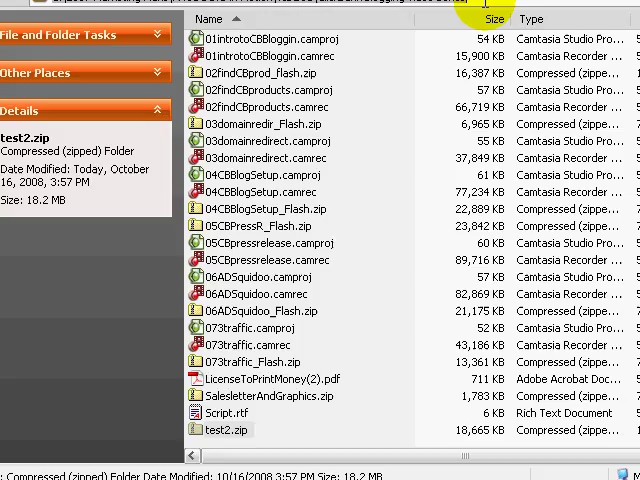 Name Size Type
File and Folder Tasks
Other Places
Details
test2.zip
Compressed (zipped) Folder
Date Modified: Today, October
16, 2008, 3:57 PM
Size: 18.2 MB
01introtoCBBloggin.camproj 54 KB Camtasia Studio Pro...
01introtoCBBloggin.camrec 15,900 KB Camtasia Recorder ...
02findCBprod_flash.zip 16,387 KB Compressed (zippe...
02findCBproducts.camproj 57 KB Camtasia Studio Pro...
02findCBproducts.camrec 66,719 KB Camtasia Recorder ...
03domainredir_Flash.zip 6,965 KB Compressed (zippe...
03domainredirect.camproj 55 KB Camtasia Studio Pro...
03domainredirect.camrec 37,849 KB Camtasia Recorder ...
04CBBlogSetup.camproj 61 KB Camtasia Studio Pro...
04CBBlogSetup.camrec 77,234 KB Camtasia Recorder ...
04CBBlogSetup_Flash.zip 22,889 KB Compressed (zippe...
05CBPressR_Flash.zip 23,842 KB Compressed (zippe...
05CBpressrelease.camproj 60 KB Camtasia Studio Pro...
05CBpressrelease.camrec 89,716 KB Camtasia Recorder ...
06ADSquidoo.camproj 57 KB Camtasia Studio Pro...
06ADSquidoo.camrec 82,869 KB Camtasia Recorder ...
06ADSquidoo_Flash.zip 21,175 KB Compressed (zippe...
073traffic.camproj 52 KB Camtasia Studio Pro...
073traffic.camrec 43,186 KB Camtasia Recorder ...
073traffic_Flash.zip 13,361 KB Compressed (zippe...
LicenseToPrintMoney(2).pdf 711 KB Adobe Acrobat Doc...
SalesletterAndGraphics.zip 1,783 KB Compressed (zippe...
Script.rtf 6 KB Rich Text Document
test2.zip 18,665 KB Compressed (zippe...
: Compressed (zipped) Folder Date Modified: 10/16/2008 3:57 PM Size: 18.2 MB